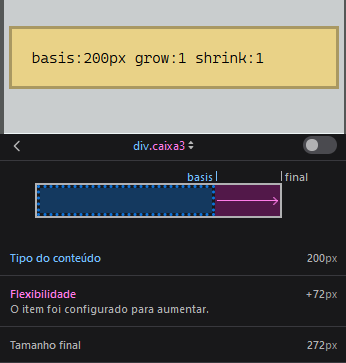 basis:200px grow:1 shrink:1
div.caixa3
basis final
Tipo do conteúdo 200px
Flexibilidade +72px
O item foi configurado para aumentar.
Tamanho final 272px